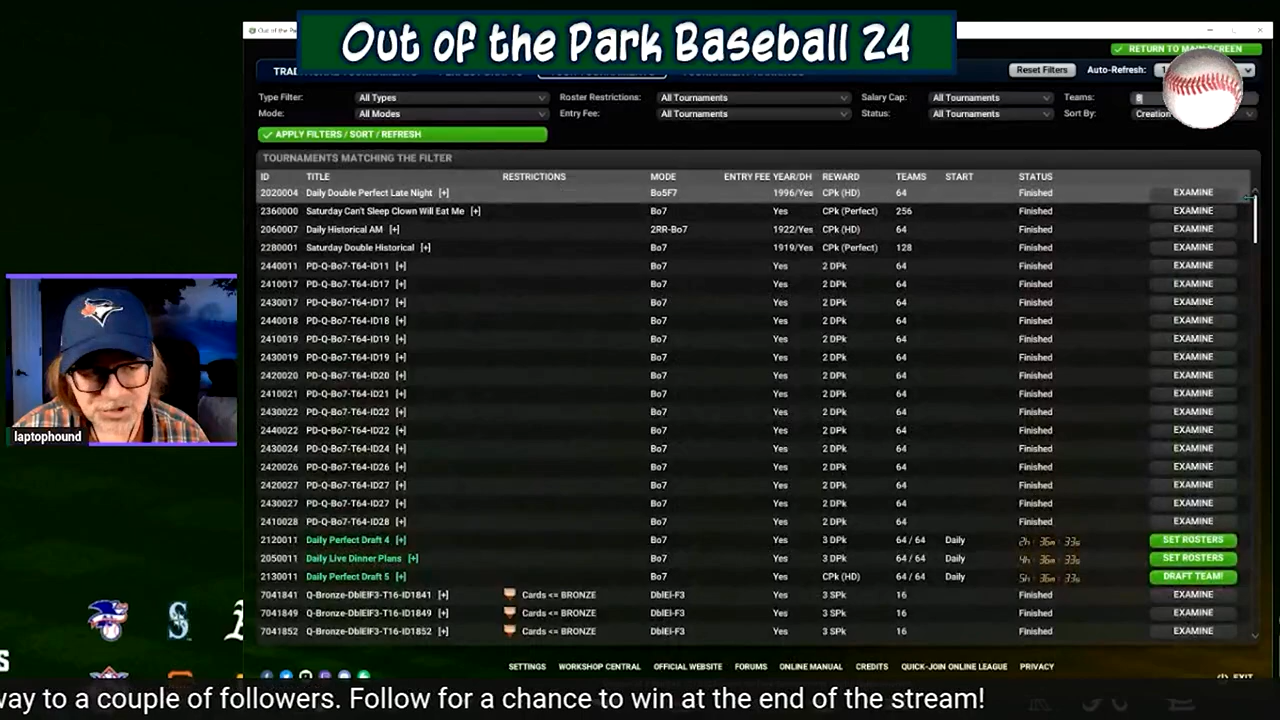 Out of the Park Baseball 24
Out of the Pa
RETURN TO MAIN SCREEN
Reset Filters Auto-Refresh:
Type Filter: All Types Roster Restrictions: All Tournaments Salary Cap: All Tournaments Teams:
Mode: All Modes Entry Fee: All Tournaments Status: All Tournaments Sort By: Creation
APPLY FILTERS / SORT / REFRESH
TOURNAMENTS MATCHING THE FILTER
ID TITLE RESTRICTIONS MODE ENTRY FEE YEAR/DH REWARD TEAMS START STATUS
2020004 Daily Double Perfect Late Night [+] Bo5F7 1996/Yes CPk (HD) 64 Finished EXAMINE
2360000 Saturday Can't Sleep Clown Will Eat Me [+] Bo7 Yes CPk (Perfect) 256 Finished EXAMINE
2060007 Daily Historical AM [+] 2RR-Bo7 1922/Yes CPk (HD) 64 Finished EXAMINE
2280001 Saturday Double Historical [+] Bo7 1919/Yes CPk (Perfect) 128 Finished EXAMINE
2440011 PD-Q-Bo7-T64-ID11 [+] Bo7 Yes 2 DPk 64 Finished EXAMINE
2410017 PD-Q-Bo7-T64-ID17 [+] Bo7 Yes 2 DPk 64 Finished EXAMINE
2430017 PD-Q-Bo7-T64-ID17 [+] Bo7 Yes 2 DPk 64 Finished EXAMINE
2440018 PD-Q-Bo7-T64-ID18 [+] Bo7 Yes 2 DPk 64 Finished EXAMINE
2410019 PD-Q-Bo7-T64-ID19 [+] Bo7 Yes 2 DPk 64 Finished EXAMINE
2430019 PD-Q-Bo7-T64-ID19 [+] Bo7 Yes 2 DPk 64 Finished EXAMINE
2420020 PD-Q-Bo7-T64-ID20 [+] Bo7 Yes 2 DPk 64 Finished EXAMINE
2410021 PD-Q-Bo7-T64-ID21 [+] Bo7 Yes 2 DPk 64 Finished EXAMINE
2430022 PD-Q-Bo7-T64-ID22 [+] Bo7 Yes 2 DPk 64 Finished EXAMINE
2440022 PD-Q-Bo7-T64-ID22 [+] Bo7 Yes 2 DPk 64 Finished EXAMINE
2430024 PD-Q-Bo7-T64-ID24 [+] Bo7 Yes 2 DPk 64 Finished EXAMINE
2420026 PD-Q-Bo7-T64-ID26 [+] Bo7 Yes 2 DPk 64 Finished EXAMINE
2420027 PD-Q-Bo7-T64-ID27 [+] Bo7 Yes 2 DPk 64 Finished EXAMINE
2430027 PD-Q-Bo7-T64-ID27 [+] Bo7 Yes 2 DPk 64 Finished EXAMINE
2410028 PD-Q-Bo7-T64-ID28 [+] Bo7 Yes 2 DPk 64 Finished EXAMINE
2120011 Daily Perfect Draft 4 [+] Bo7 Yes 3 DPk 64 / 64 Daily 2h : 36m : 33s SET ROSTERS
2050011 Daily Live Dinner Plans [+] Bo7 Yes 3 DPk 64 / 64 Daily 4h : 36m : 33s SET ROSTERS
2130011 Daily Perfect Draft 5 [+] Bo7 Yes CPk (HD) 64 / 64 Daily 5h : 36m : 33s DRAFT TEAM!
7041841 Q-Bronze-DblElF3-T16-ID1841 [+] Cards <= BRONZE DblEl-F3 Yes 3 SPk 16 Finished EXAMINE
7041849 Q-Bronze-DblElF3-T16-ID1849 [+] Cards <= BRONZE DblEl-F3 Yes 3 SPk 16 Finished EXAMINE
7041852 Q-Bronze-DblElF3-T16-ID1852 [+] Cards <= BRONZE DblEl-F3 Yes 3 SPk 16 Finished EXAMINE
SETTINGS WORKSHOP CENTRAL OFFICIAL WEBSITE FORUMS ONLINE MANUAL CREDITS QUICK-JOIN ONLINE LEAGUE PRIVACY
EXIT
laptophound
S
way to a couple of followers. Follow for a chance to win at the end of the stream!